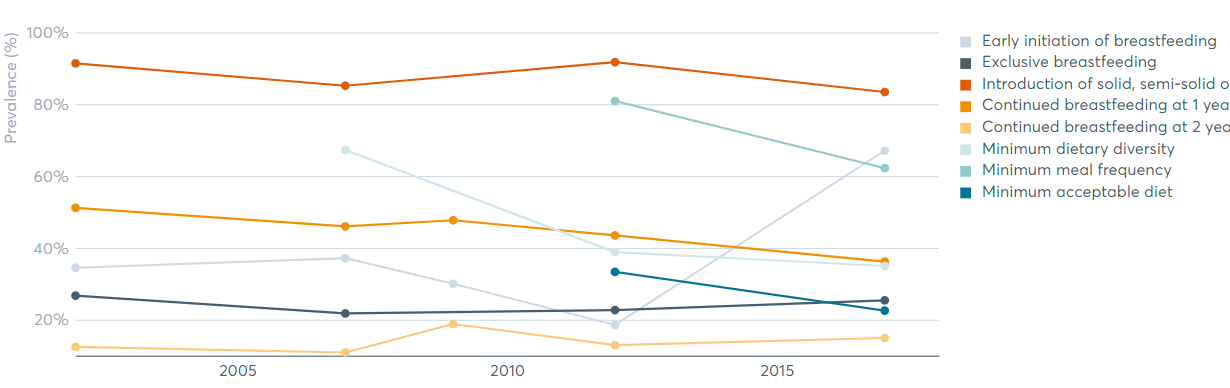 Prevalence (%)
100%
80%
60%
40%
20%
2005
2010
2015
Early initiation of breastfeeding
Exclusive breastfeeding
Introduction of solid, semi-solid o
Continued breastfeeding at 1 yea
Continued breastfeeding at 2 yea
Minimum dietary diversity
Minimum meal frequency
Minimum acceptable diet